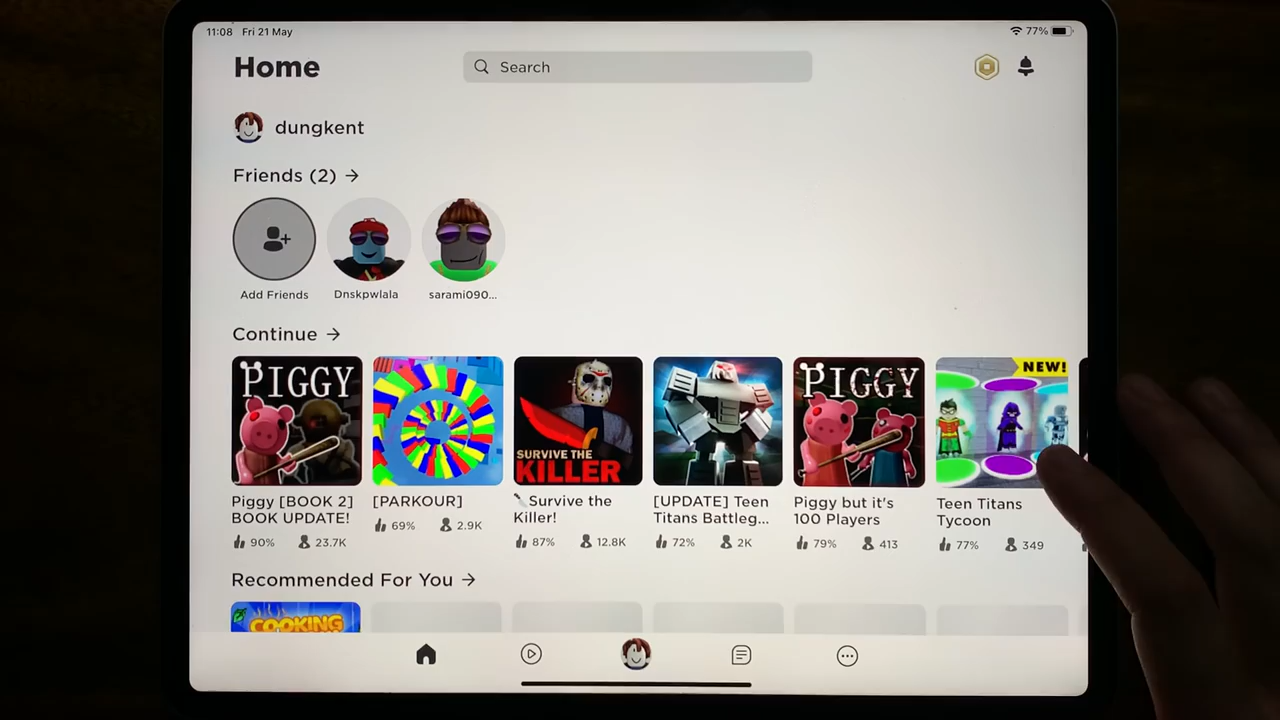 11:08 Fri 21 May
77%
Home
Search
dungkent
Friends (2) →
Add Friends
Dnskpwlala
sarami090...
Continue →
PIGGY
SURVIVE THE
KILLER
PIGGY
NEW!
Piggy [BOOK 2]
BOOK UPDATE!
90% 23.7K
[PARKOUR]
69% 2.9K
🔪Survive the
Killer!
87% 12.8K
[UPDATE] Teen
Titans Battleg...
72% 2K
Piggy but it's
100 Players
79% 413
Teen Titans
Tycoon
77% 349
Recommended For You →
COOKING